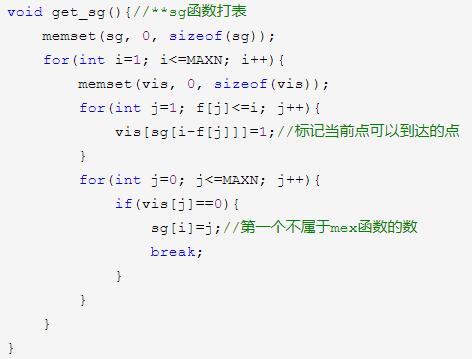 void get_sg(){//**sg函数打表
    memset(sg, 0, sizeof(sg));
    for(int i=1; i<=MAXN; i++){
        memset(vis, 0, sizeof(vis));
        for(int j=1; f[j]<=i; j++){
            vis[sg[i-f[j]]]=1;//标记当前点可以到达的点
        }
        for(int j=0; j<=MAXN; j++){
            if(vis[j]==0){
                sg[i]=j;//第一个不属于mex函数的数
                break;
            }
        }
    }
}